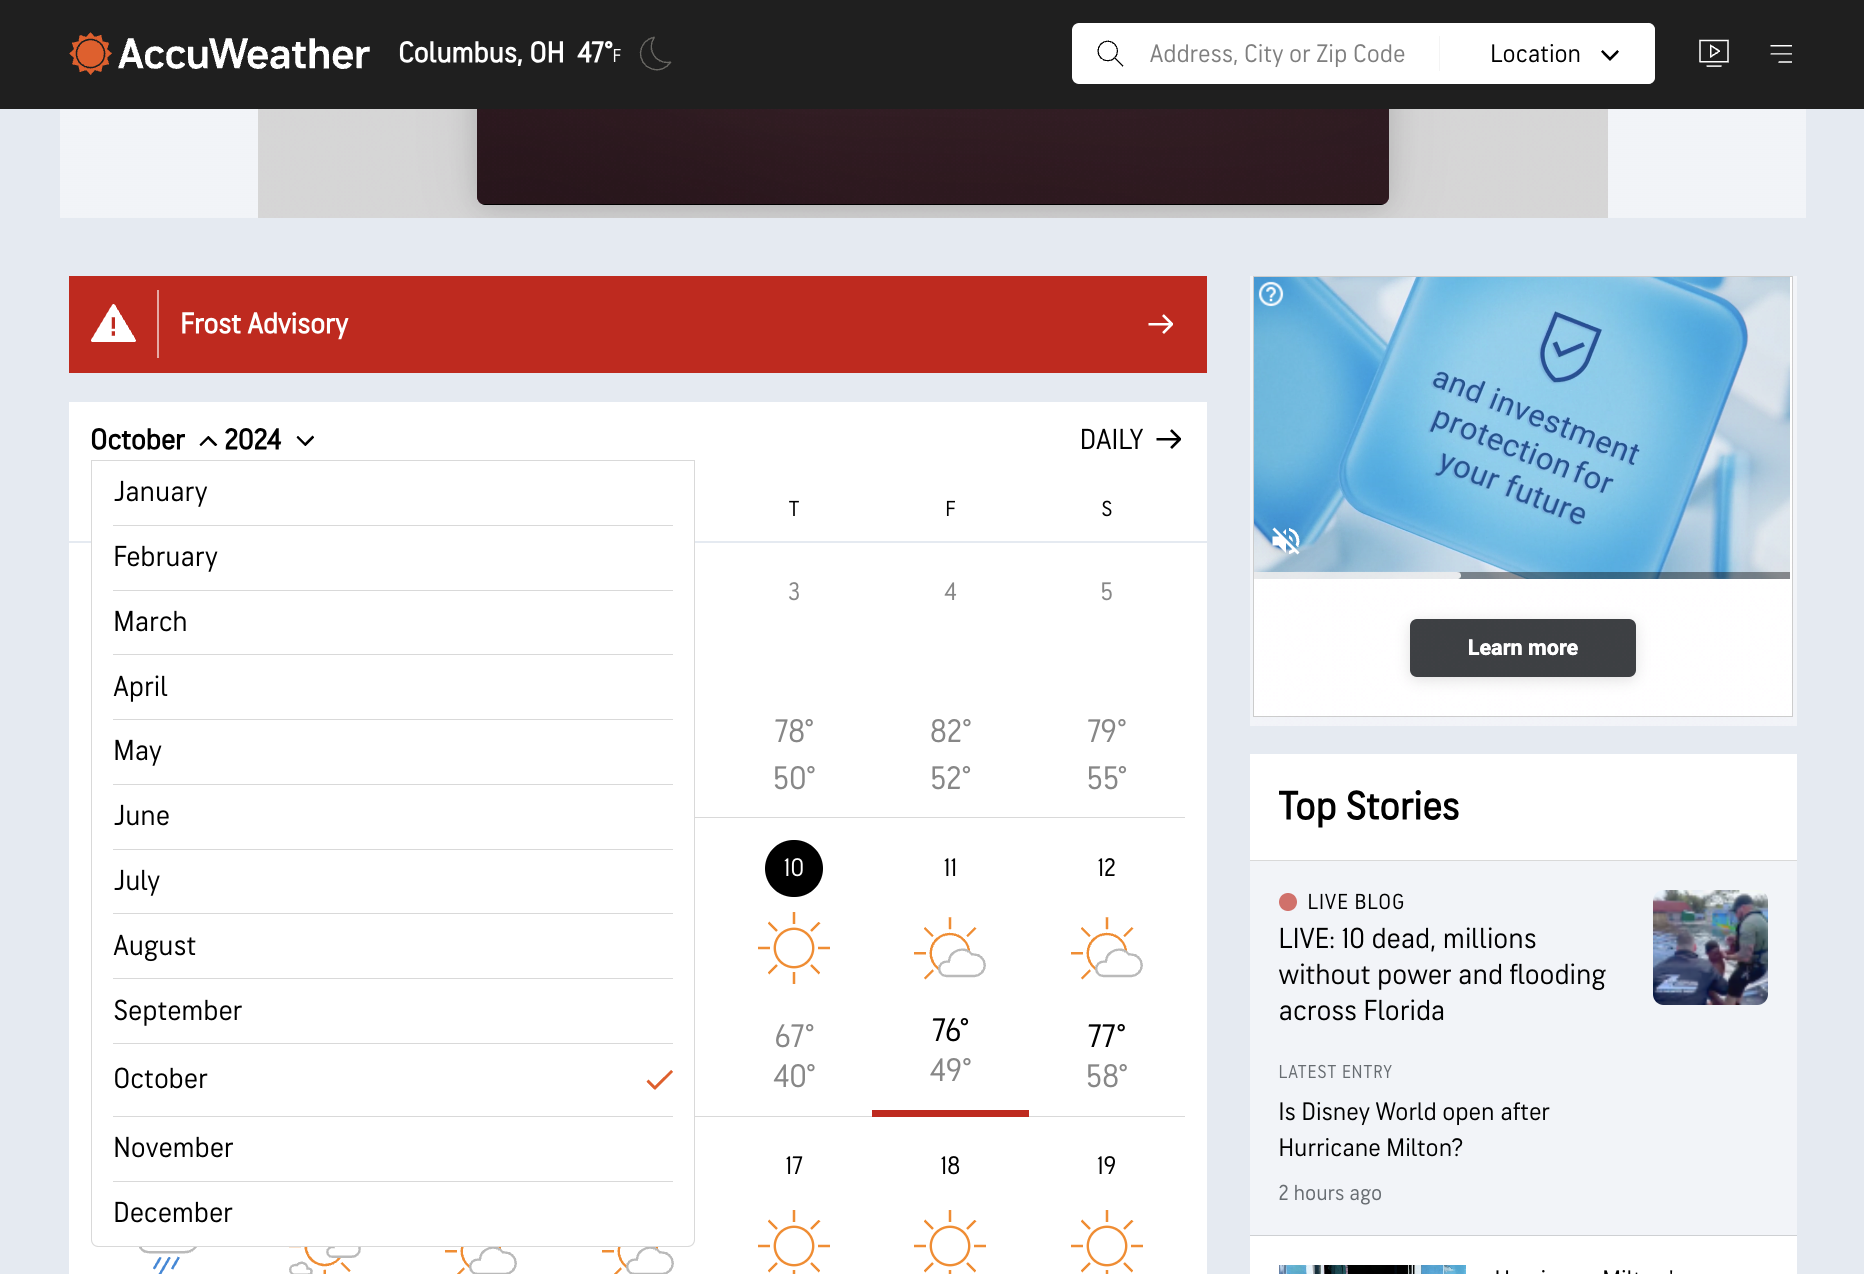 AccuWeather
Columbus, OH 47°F
Address, City or Zip Code
Location
Frost Advisory
October 2024
DAILY
January
February
March
April
May
June
July
August
September
October
November
December
T F S
3 4 5
78° 82° 79°
50° 52° 55°
10 11 12
67° 76° 77°
40° 49° 58°
17 18 19
and investment
protection for
your future
Learn more
Top Stories
LIVE BLOG
LIVE: 10 dead, millions
without power and flooding
across Florida
LATEST ENTRY
Is Disney World open after
Hurricane Milton?
2 hours ago